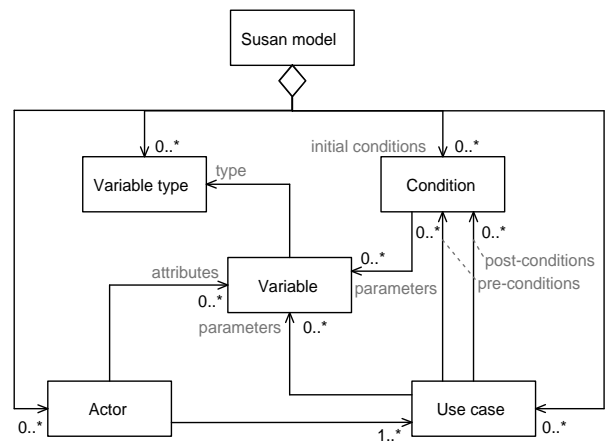 Susan model
initial conditions
0..*
0..*
Variable type
type
Condition
0..*
0..*
0..*
post-conditions
attributes
Variable
parameters
pre-conditions
0..*
parameters
0..*
Actor
Use case
0..*
1..*
0..*